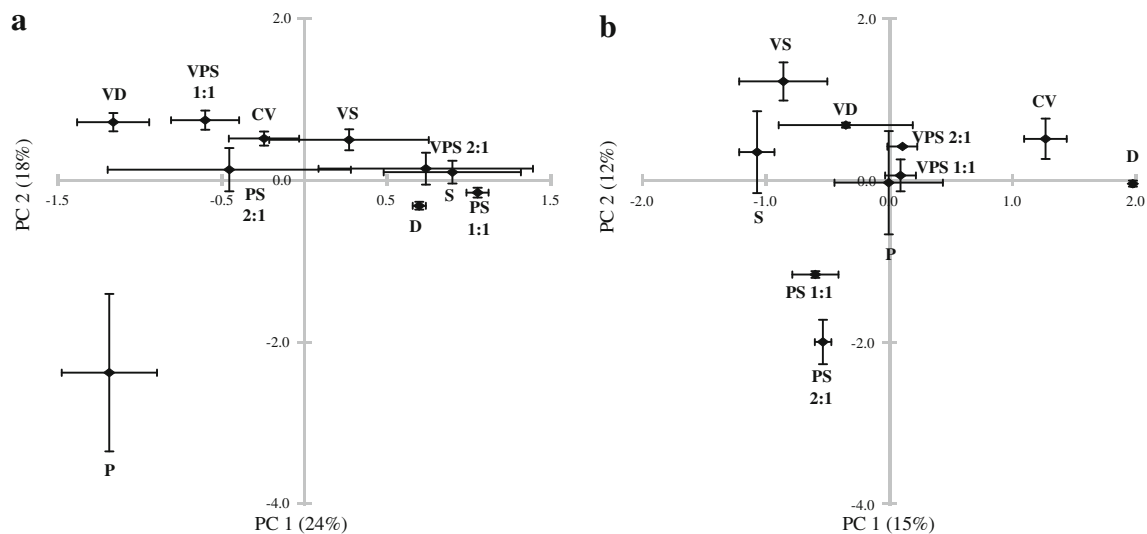 a
2.0
VPS
1:1
VD
CV
VS
VPS 2:1
PC 2 (18%)
-1.5
-0.5
0.0
0.5
1.5
PS
2:1
S
D
PS
1:1
-2.0
P
-4.0
PC 1 (24%)
b
2.0
VS
VD
CV
VPS 2:1
VPS 1:1
D
PC 2 (12%)
-2.0
-1.0
0.0
0.0
1.0
2.0
S
P
PS 1:1
-2.0
PS
2:1
-4.0
PC 1 (15%)